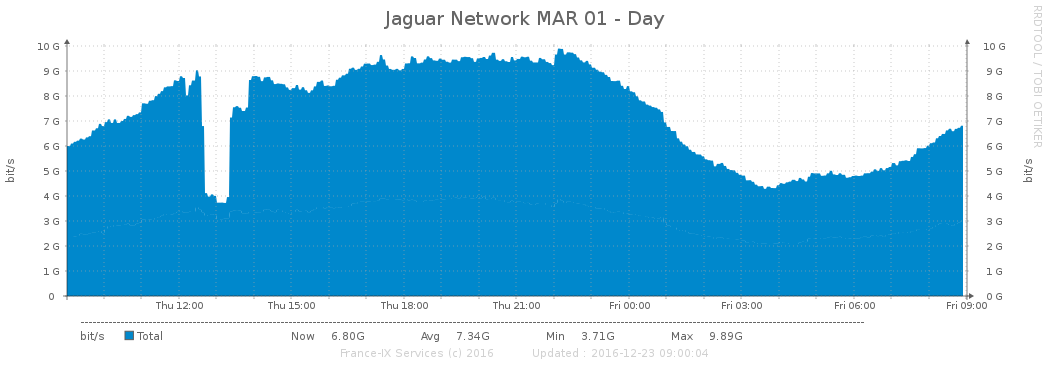 Jaguar Network MAR 01 - Day
RRDTOOL / TOBI OETIKER
10 G 10 G
9 G 9 G
8 G 8 G
7 G 7 G
6 G 6 G
5 G 5 G
4 G 4 G
3 G 3 G
2 G 2 G
1 G 1 G
0 0 G
bit/s bit/s
Thu 12:00 Thu 15:00 Thu 18:00 Thu 21:00 Fri 00:00 Fri 03:00 Fri 06:00 Fri 09:00
bit/s Total Now 6.80G Avg 7.34G Min 3.71G Max 9.89G
France-IX Services (c) 2016 Updated : 2016-12-23 09:00:04